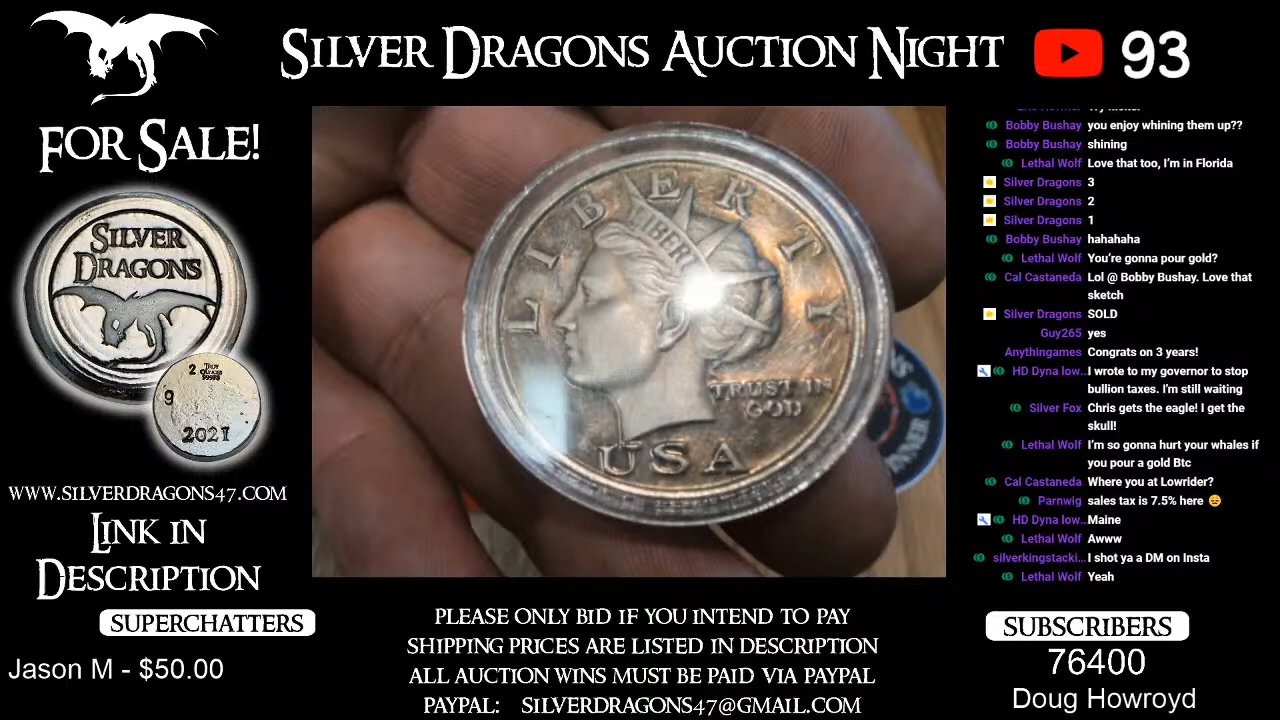 SILVER DRAGONS AUCTION NIGHT
93
FOR SALE!
SILVER
DRAGONS
2 TROY
OUNCES
9
2021
WWW.SILVERDRAGONS47.COM
LINK IN
DESCRIPTION
SUPERCHATTERS
Jason M - $50.00
LIBERTY
LIBERTY
TRUST IN
GOD
USA
Bobby Bushay you enjoy whining them up??
Bobby Bushay shining
Lethal Wolf Love that too, I'm in Florida
Silver Dragons 3
Silver Dragons 2
Silver Dragons 1
Bobby Bushay hahahaha
Lethal Wolf You're gonna pour gold?
Cal Castaneda Lol @ Bobby Bushay. Love that
sketch
Silver Dragons SOLD
Guy265 yes
Anythingames Congrats on 3 years!
HD Dyna low... I wrote to my governor to stop
bullion taxes. I'm still waiting
Silver Fox Chris gets the eagle! I get the
skull!
Lethal Wolf I'm so gonna hurt your whales if
you pour a gold Btc
Cal Castaneda Where you at Lowrider?
Parnwig sales tax is 7.5% here 😔
HD Dyna low... Maine
Lethal Wolf Awww
silverkingstacki... I shot ya a DM on Insta
Lethal Wolf Yeah
PLEASE ONLY BID IF YOU INTEND TO PAY
SHIPPING PRICES ARE LISTED IN DESCRIPTION
ALL AUCTION WINS MUST BE PAID VIA PAYPAL
PAYPAL: SILVERDRAGONS47@GMAIL.COM
SUBSCRIBERS
76400
Doug Howroyd